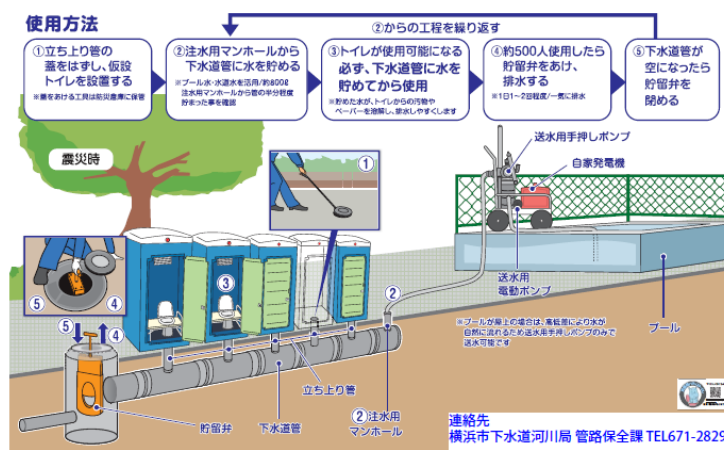 使用方法
②からの工程を繰り返す
①立ち上り管の
蓋をはずし、仮設
トイレを設置する
※蓋をあける工具は防災倉庫に保管
②注水用マンホールから
下水道管に水を貯める
※プール水・水道水を活用/約800ℓ
注水用マンホールから管の半分程度
貯まった事を確認
③トイレが使用可能になる
必ず、下水道管に水を
貯めてから使用
※貯めた水が、トイレからの汚物や
ペーパーを溶解し、排水しやすくします
④約500人使用したら
貯留弁をあけ、
排水する
※1日1～2回程度/一気に排水
⑤下水道管が
空になったら
貯留弁を
閉める
震災時
①
送水用手押しポンプ
自家発電機
⑤
④
③
②
送水用
電動ポンプ
プール
※プールが屋上の場合は、高低差により水が
自然に流れるため送水用手押しポンプのみで
送水可能です
⑤
④
立ち上り管
貯留弁
下水道管
②注水用
マンホール
連絡先
横浜市下水道河川局 管路保全課 TEL671-2829